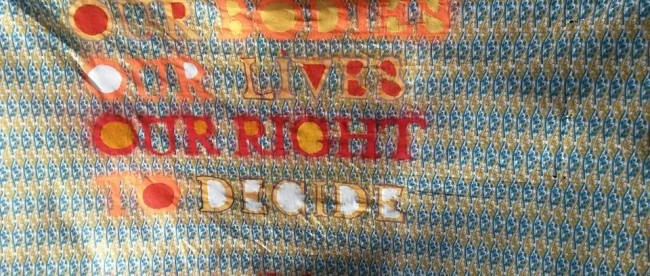 OUR BODIES
OUR LIVES
OUR RIGHT
TO DECIDE